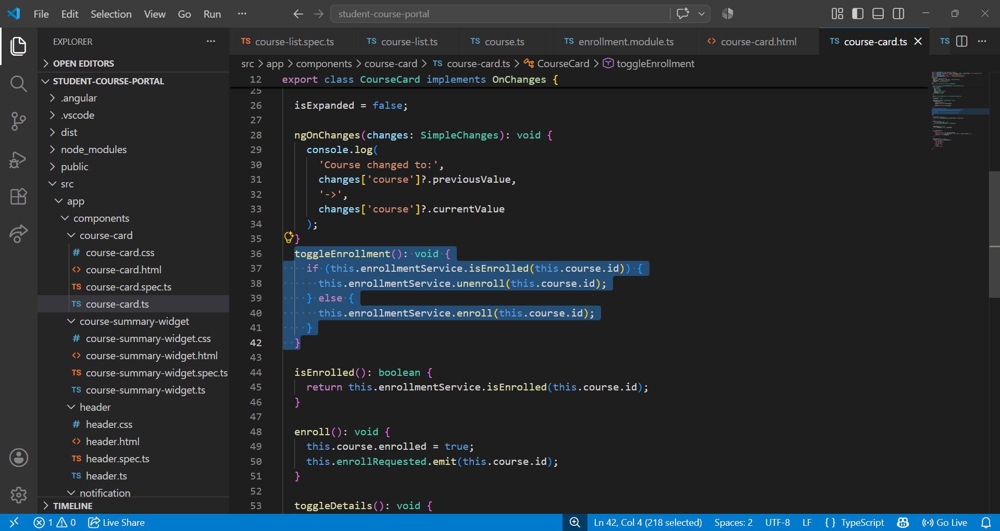 File Edit Selection View Go Run ··· student-course-portal
EXPLORER ···
OPEN EDITORS
STUDENT-COURSE-PORTAL
.angular
.vscode
dist
node_modules
public
src
app
components
course-card
# course-card.css
<> course-card.html
TS course-card.spec.ts
TS course-card.ts
course-summary-widget
# course-summary-widget.css
<> course-summary-widget.html
TS course-summary-widget.spec.ts
TS course-summary-widget.ts
header
# header.css
<> header.html
TS header.spec.ts
TS header.ts
notification
TIMELINE
TS course-list.spec.ts TS course-list.ts TS course.ts TS enrollment.module.ts <> course-card.html TS course-card.ts TS ···
src > app > components > course-card > TS course-card.ts > CourseCard > toggleEnrollment
12 export class CourseCard implements OnChanges {
25
26 isExpanded = false;
27
28 ngOnChanges(changes: SimpleChanges): void {
29 console.log(
30 'Course changed to:',
31 changes['course']?.previousValue,
32 '->',
33 changes['course']?.currentValue
34 );
35 }
36 toggleEnrollment(): void {
37 if (this.enrollmentService.isEnrolled(this.course.id)) {
38 this.enrollmentService.unenroll(this.course.id);
39 } else {
40 this.enrollmentService.enroll(this.course.id);
41 }
42 }
43
44 isEnrolled(): boolean {
45 return this.enrollmentService.isEnrolled(this.course.id);
46 }
47
48 enroll(): void {
49 this.course.enrolled = true;
50 this.enrollRequested.emit(this.course.id);
51 }
52
53 toggleDetails(): void {
1 0 Live Share Ln 42, Col 4 (218 selected) Spaces: 2 UTF-8 LF { } TypeScript Go Live